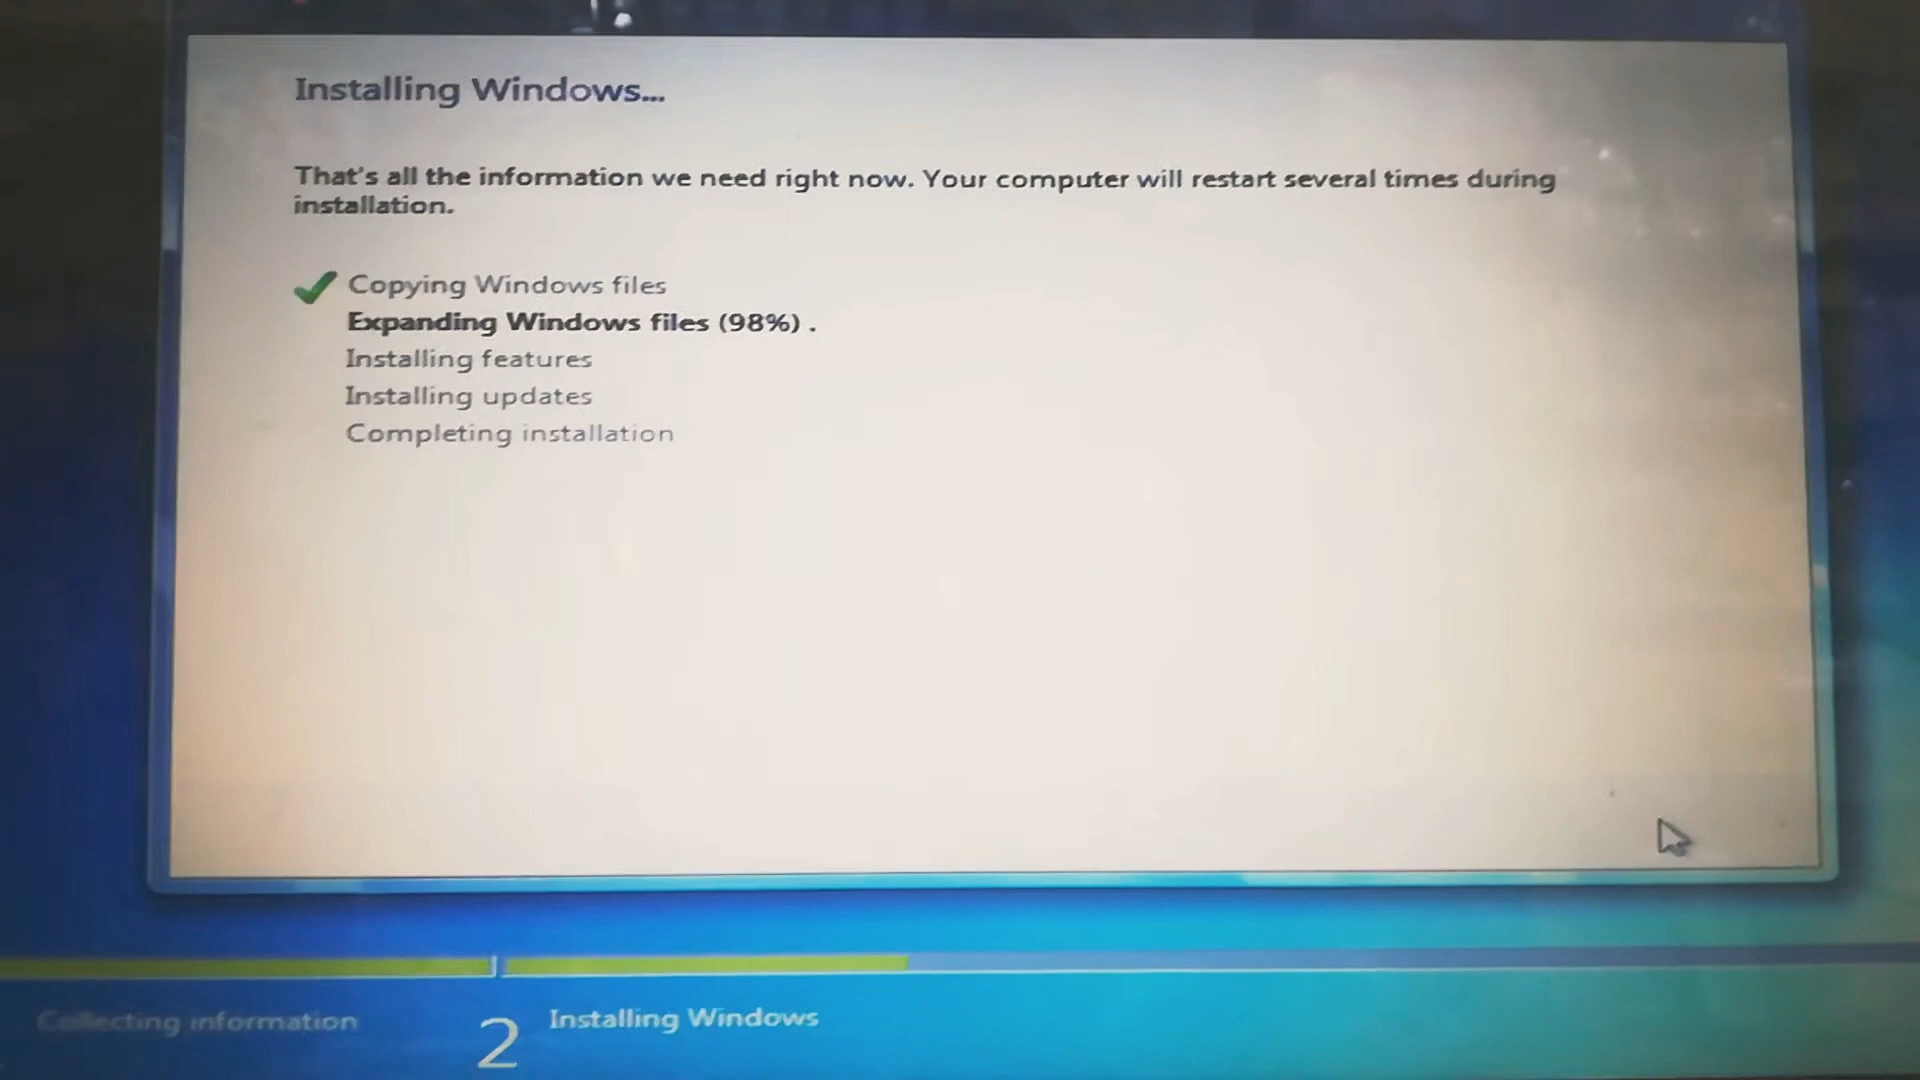 Installing Windows...
That's all the information we need right now. Your computer will restart several times during
installation.
Copying Windows files
Expanding Windows files (98%) .
Installing features
Installing updates
Completing installation
Collecting information
2 Installing Windows